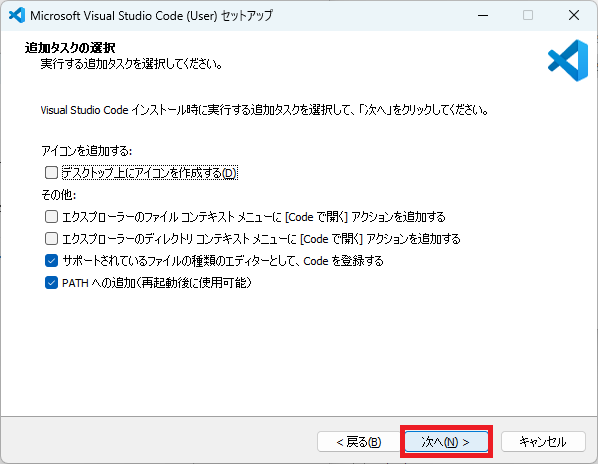 Microsoft Visual Studio Code (User) セットアップ
追加タスクの選択
実行する追加タスクを選択してください。
Visual Studio Code インストール時に実行する追加タスクを選択して、「次へ」をクリックしてください。
アイコンを追加する:
デスクトップ上にアイコンを作成する(D)
その他:
エクスプローラーのファイル コンテキスト メニューに [Code で開く] アクションを追加する
エクスプローラーのディレクトリ コンテキスト メニューに [Code で開く] アクションを追加する
サポートされているファイルの種類のエディターとして、Code を登録する
PATH への追加（再起動後に使用可能）
< 戻る(B) 次へ(N) > キャンセル